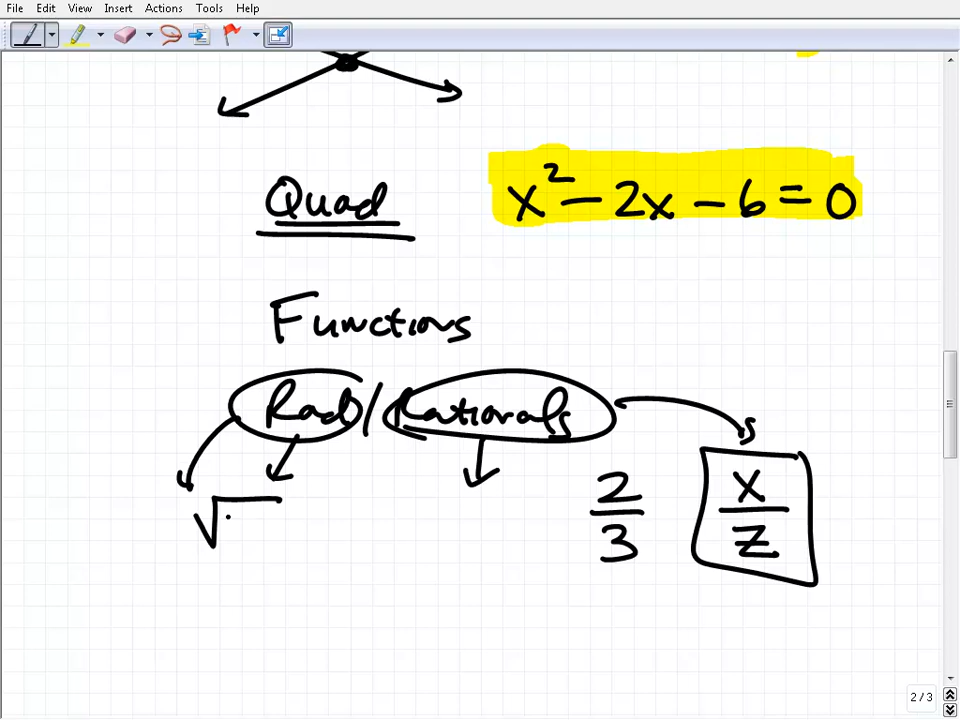 File Edit View Insert Actions Tools Help
Quad x² – 2x – 6 = 0
Functions
Rad/Rationals
√
2/3 x/z
2 / 3